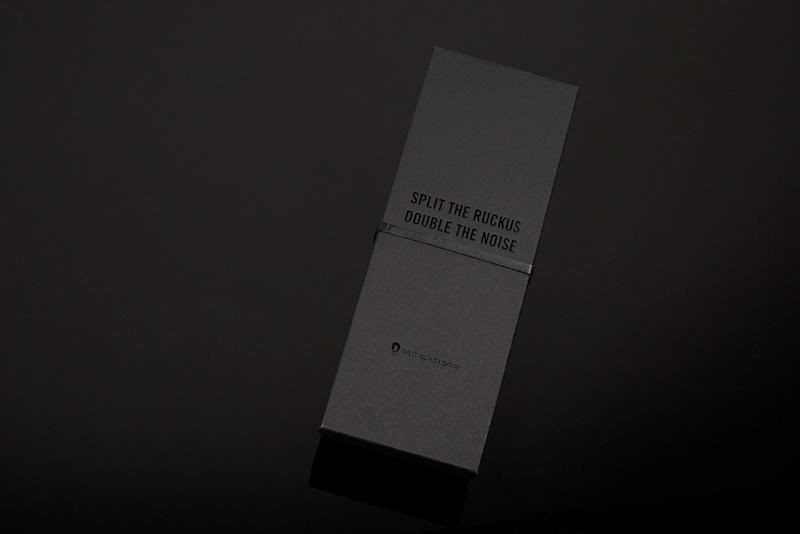 SPLIT THE RUCKUS
DOUBLE THE NOISE